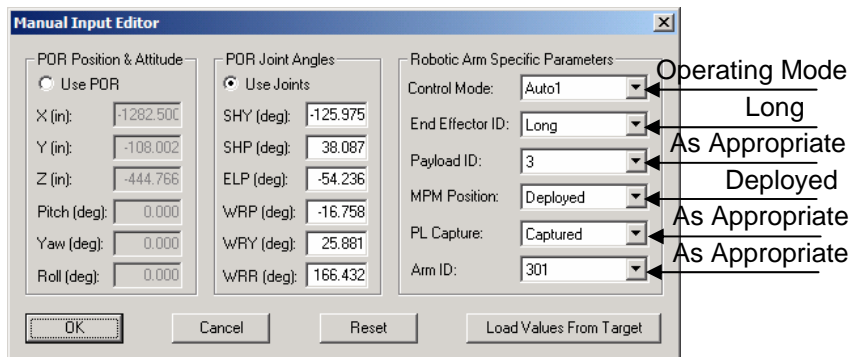 Manual Input Editor
POR Position & Attitude
Use POR
X (in): -1282.500
Y (in): -108.002
Z (in): -444.766
Pitch (deg): 0.000
Yaw (deg): 0.000
Roll (deg): 0.000
POR Joint Angles
Use Joints
SHY (deg): -125.975
SHP (deg): 38.087
ELP (deg): -54.236
WRP (deg): -16.758
WRY (deg): 25.881
WRR (deg): 166.432
Robotic Arm Specific Parameters
Control Mode: Auto1 Operating Mode
End Effector ID: Long Long
Payload ID: 3 As Appropriate
MPM Position: Deployed Deployed
PL Capture: Captured As Appropriate
Arm ID: 301 As Appropriate
OK Cancel Reset Load Values From Target